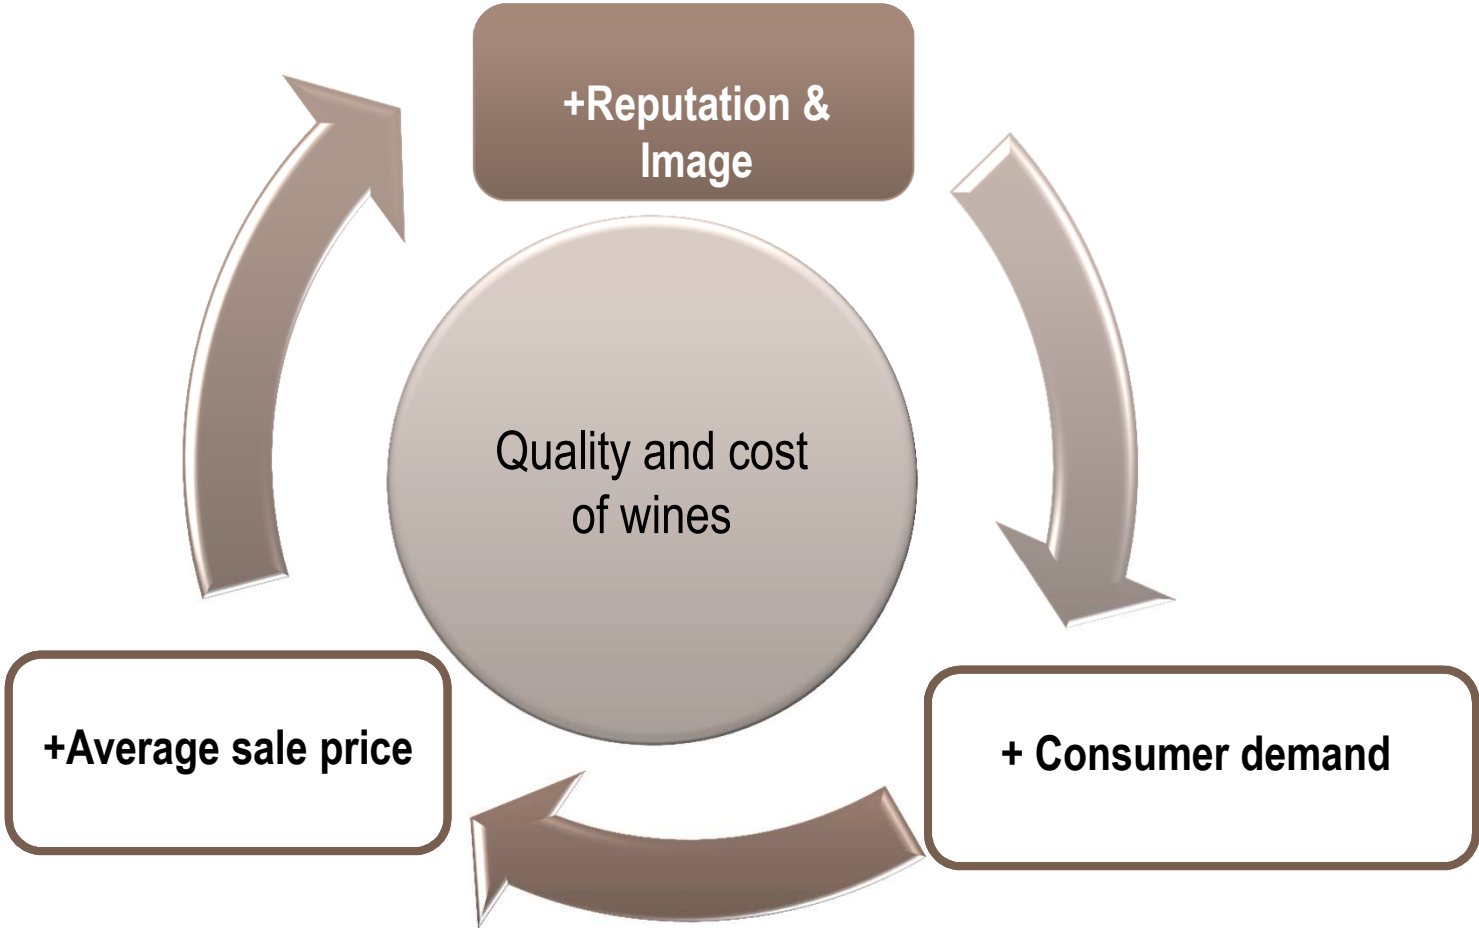 +Reputation &
Image
Quality and cost
of wines
+Average sale price
+ Consumer demand